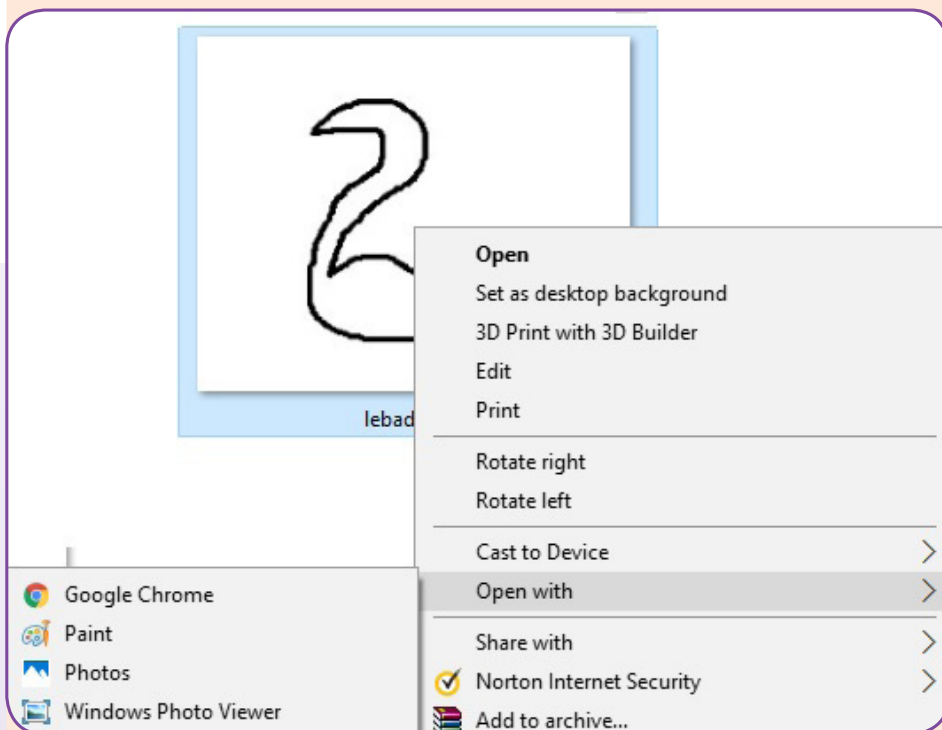 lebad
Open
Set as desktop background
3D Print with 3D Builder
Edit
Print
Rotate right
Rotate left
Cast to Device
Open with
Share with
Norton Internet Security
Add to archive...
Google Chrome
Paint
Photos
Windows Photo Viewer